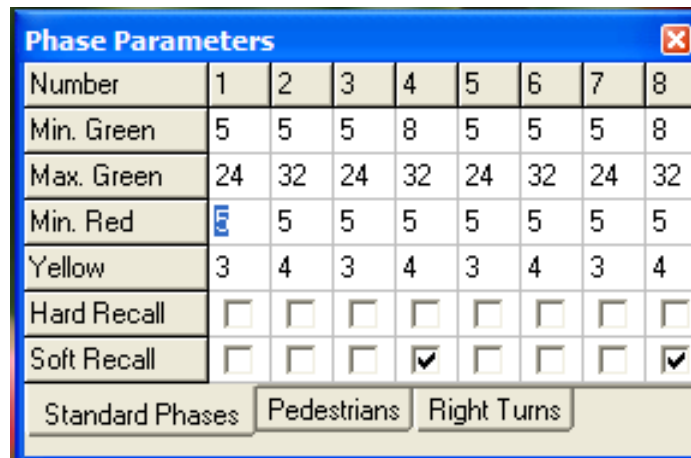 Phase Parameters
Number 1 2 3 4 5 6 7 8
Min. Green 5 5 5 8 5 5 5 8
Max. Green 24 32 24 32 24 32 24 32
Min. Red 5 5 5 5 5 5 5 5
Yellow 3 4 3 4 3 4 3 4
Hard Recall
Soft Recall
Standard Phases Pedestrians Right Turns